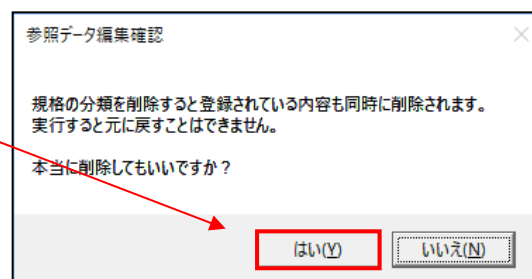 参照データ編集確認
規格の分類を削除すると登録されている内容も同時に削除されます。
実行すると元に戻すことはできません。
本当に削除してもいいですか？
はい(Y)
いいえ(N)